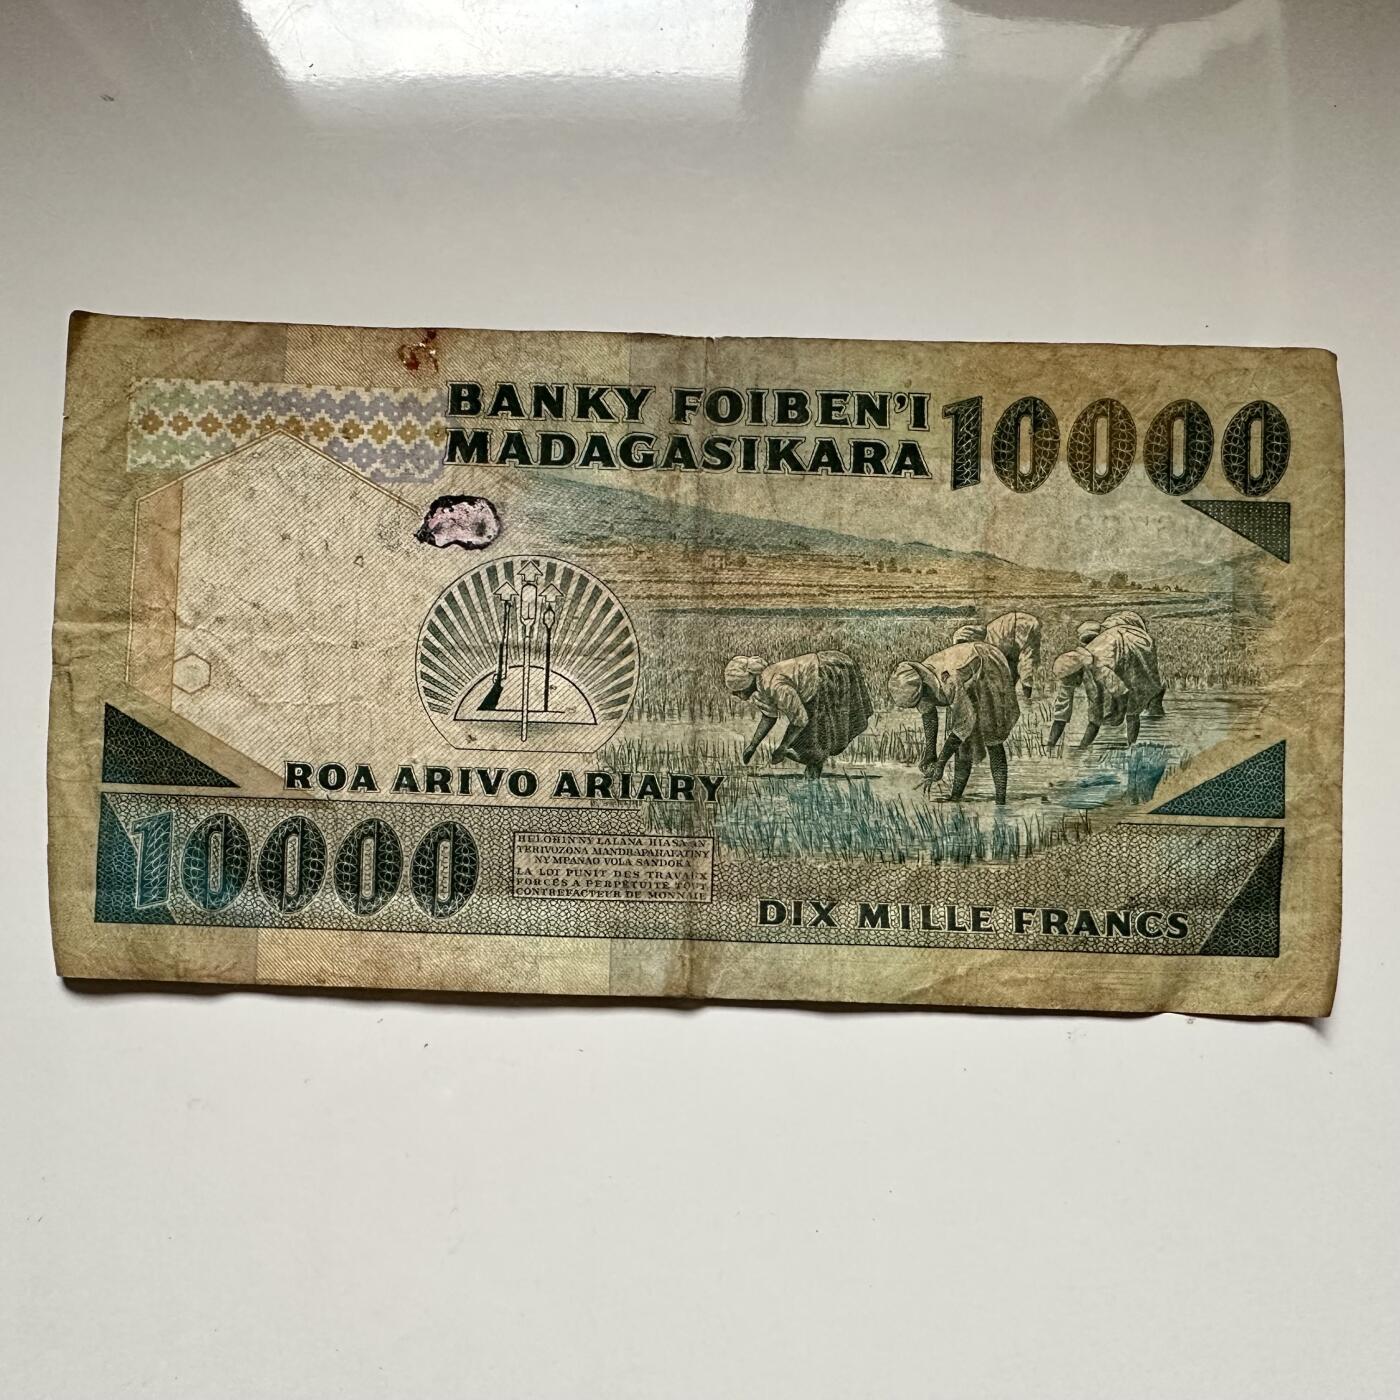 BANKY FOIBEN'I
MADAGASIKARA
10000
ROA ARIVO ARIARY
10000
HELOHIN'NY LALANA HIASA AN-
TERIVOZONA MANDRAPAHAFATINY
NY MPANAO VOLA SANDOKA
LA LOI PUNIT DES TRAVAUX
FORCÉS A PERPÉTUITÉ TOUT
CONTREFACTEUR DE MONNAIE
DIX MILLE FRANCS